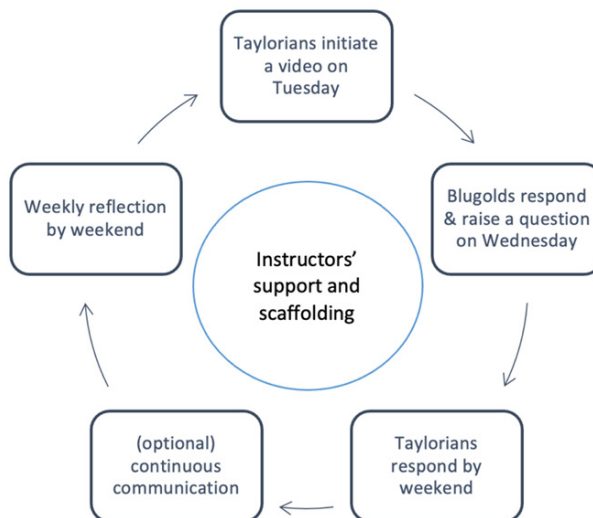 Taylorians initiate
a video on
Tuesday
Blugolds respond
& raise a question
on Wednesday
Taylorians
respond by
weekend
(optional)
continuous
communication
Weekly reflection
by weekend
Instructors’
support and
scaffolding